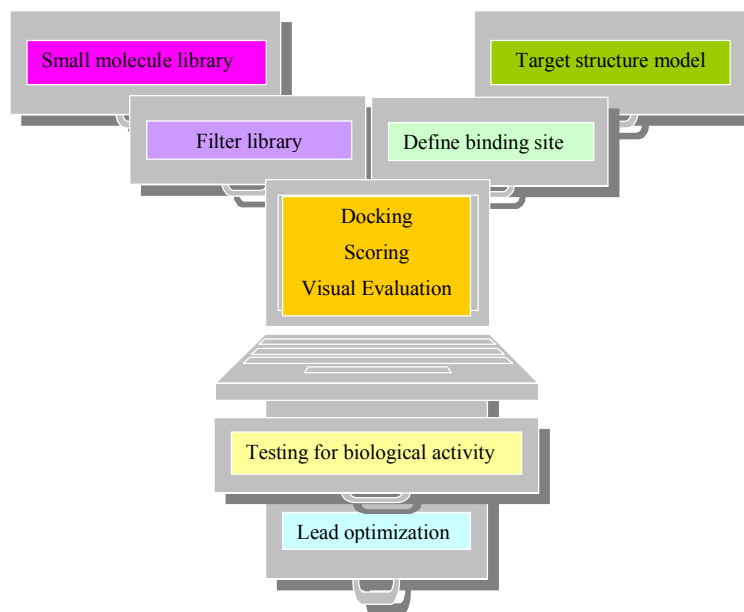 Small molecule library
Target structure model
Filter library
Define binding site
Docking
Scoring
Visual Evaluation
Testing for biological activity
Lead optimization